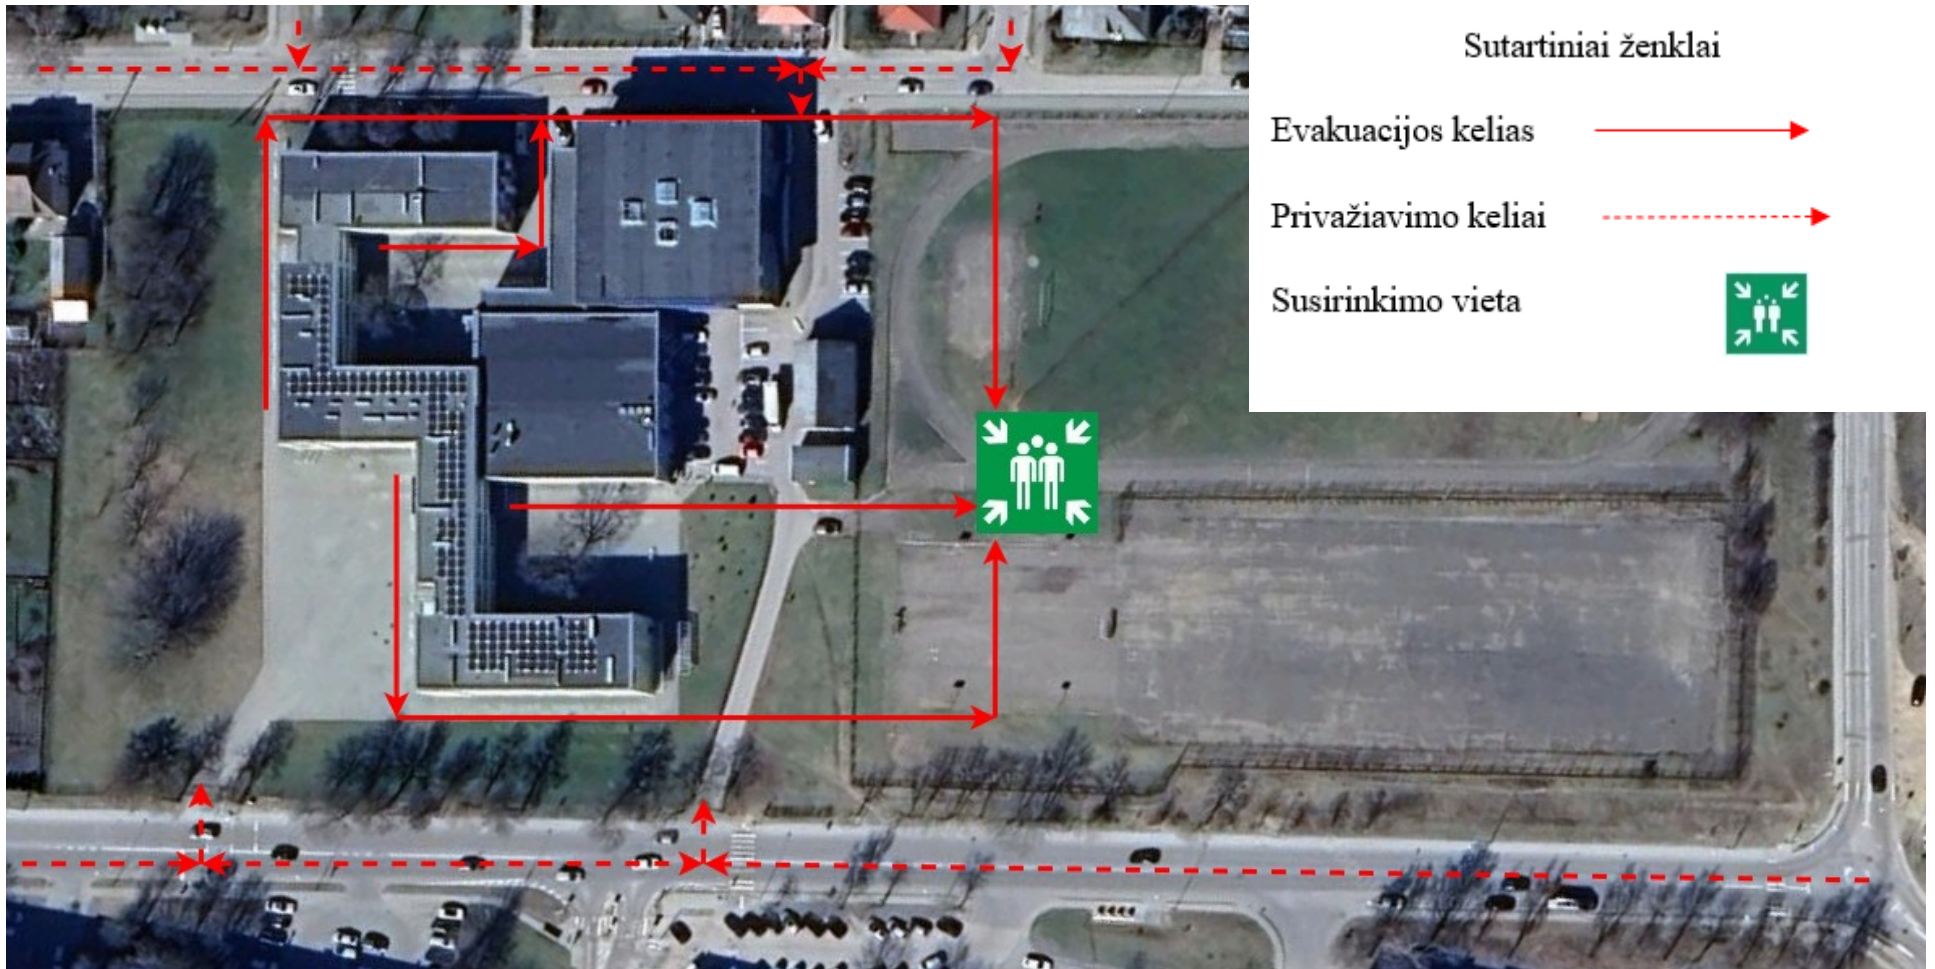 Sutartiniai ženklai
Evakuacijos kelias
Privažiavimo keliai
Susirinkimo vieta